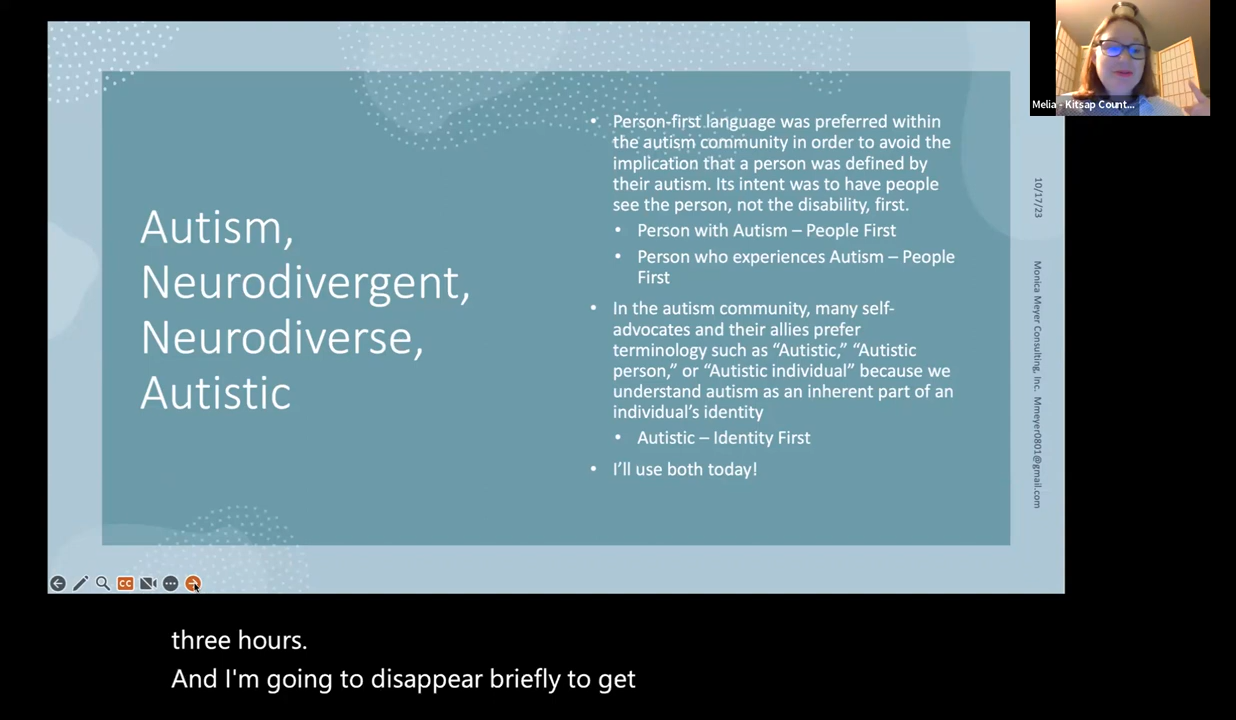 Autism,
Neurodivergent,
Neurodiverse,
Autistic
• Person-first language was preferred within
the autism community in order to avoid the
implication that a person was defined by
their autism. Its intent was to have people
see the person, not the disability, first.
• Person with Autism – People First
• Person who experiences Autism – People
First
• In the autism community, many self-
advocates and their allies prefer
terminology such as “Autistic,” “Autistic
person,” or “Autistic individual” because we
understand autism as an inherent part of an
individual’s identity
• Autistic – Identity First
• I’ll use both today!
10/17/23
Monica Meyer Consulting, Inc. Mmeyer0801@gmail.com
Melia - Kitsap Count...
CC
three hours.
And I'm going to disappear briefly to get